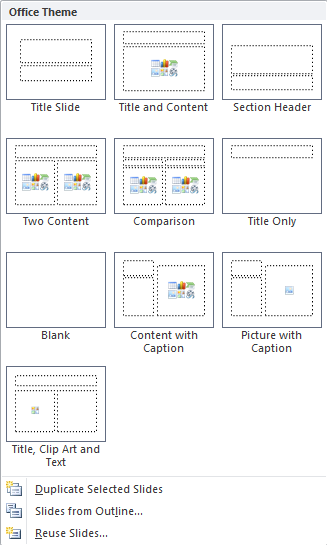 Office Theme
Title Slide
Title and Content
Section Header
Two Content
Comparison
Title Only
Blank
Content with
Caption
Picture with
Caption
Title, Clip Art and
Text
Duplicate Selected Slides
Slides from Outline...
Reuse Slides...